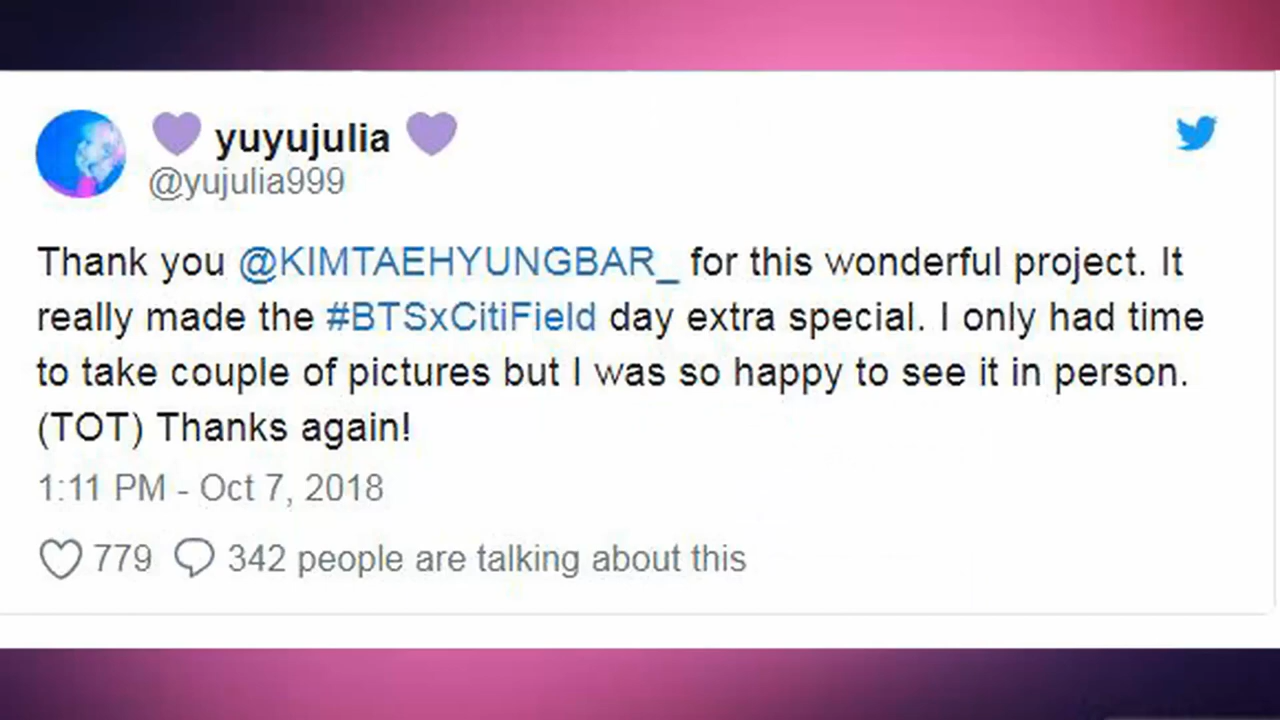 💜 yuyujulia 💜
@yujulia999
Thank you @KIMTAEHYUNGBAR_ for this wonderful project. It
really made the #BTSxCitiField day extra special. I only had time
to take couple of pictures but I was so happy to see it in person.
(TOT) Thanks again!
1:11 PM - Oct 7, 2018
779 342 people are talking about this